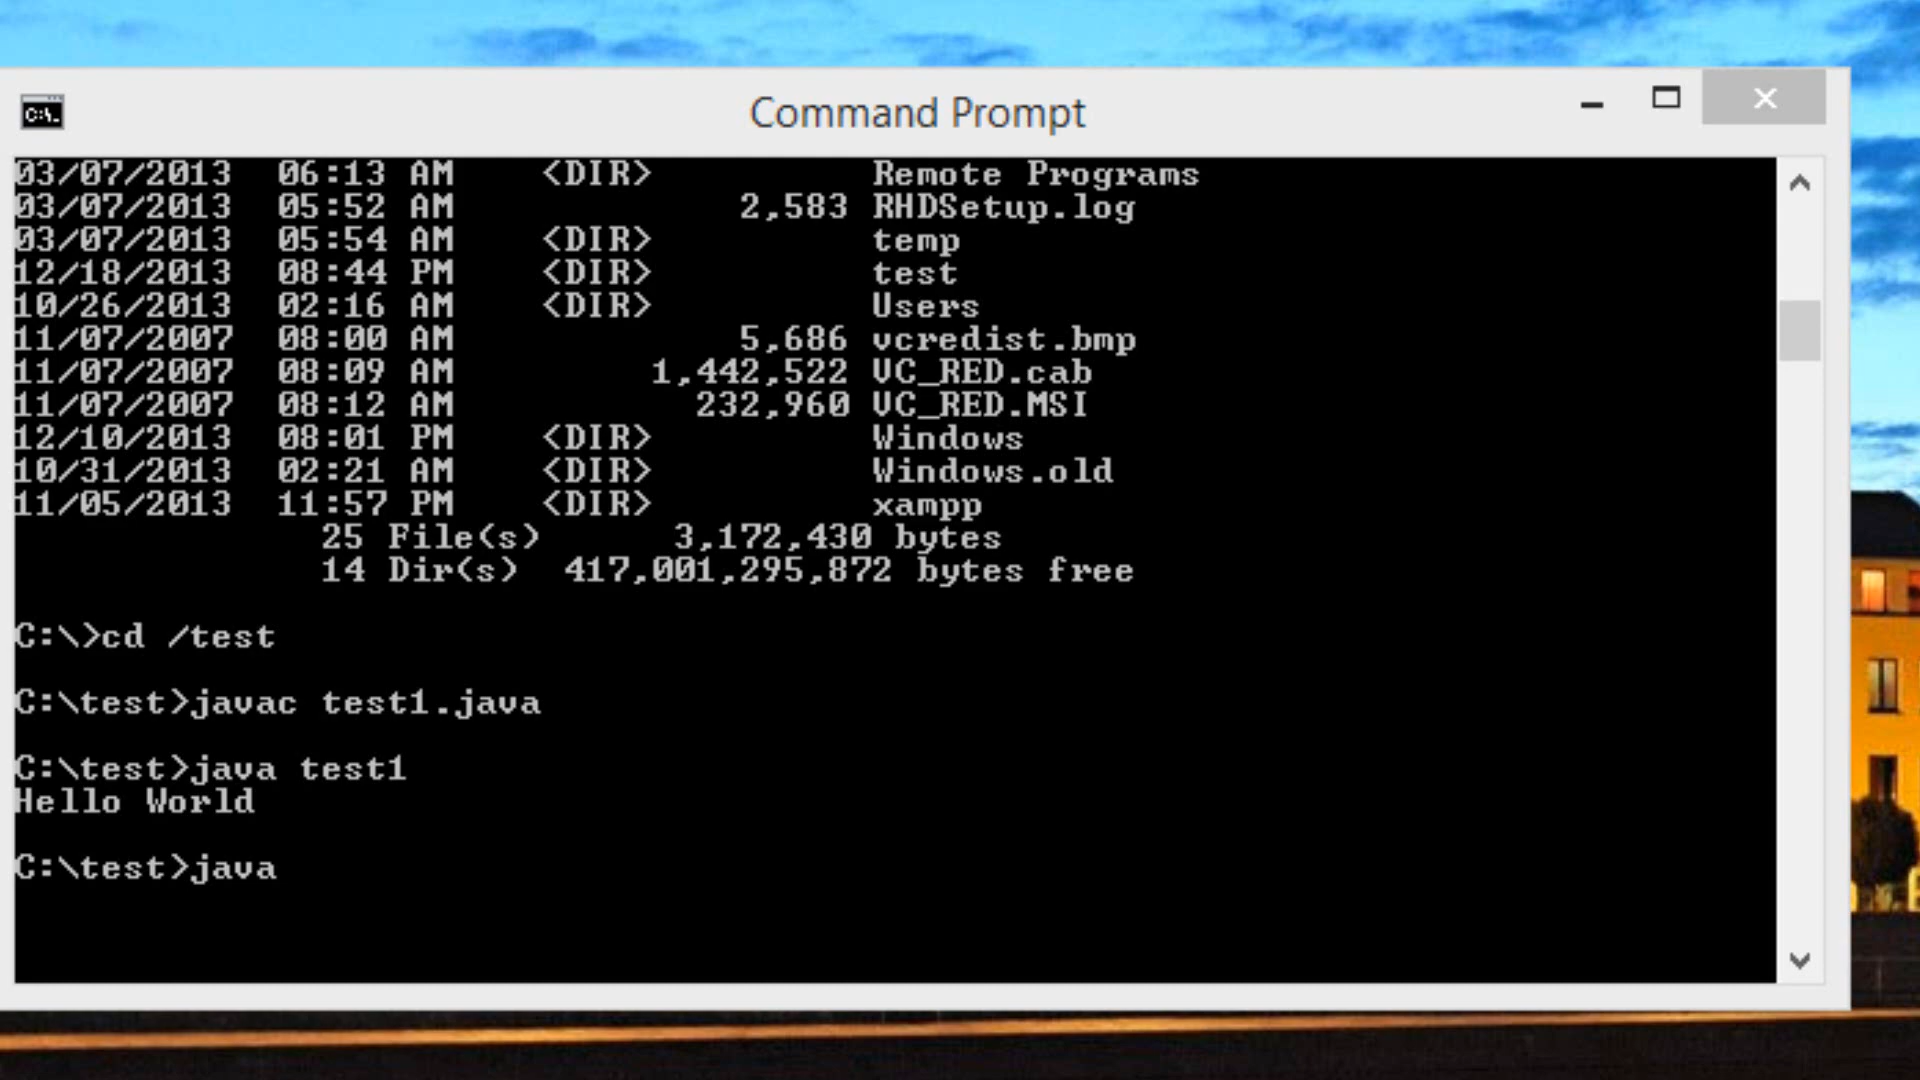 Command Prompt
C:\.
03/07/2013  06:13 AM    <DIR>          Remote Programs
03/07/2013  05:52 AM             2,583 RHDSetup.log
03/07/2013  05:54 AM    <DIR>          temp
12/18/2013  08:44 PM    <DIR>          test
10/26/2013  02:16 AM    <DIR>          Users
11/07/2007  08:00 AM             5,686 vcredist.bmp
11/07/2007  08:09 AM         1,442,522 VC_RED.cab
11/07/2007  08:12 AM           232,960 VC_RED.MSI
12/10/2013  08:01 PM    <DIR>          Windows
10/31/2013  02:21 AM    <DIR>          Windows.old
11/05/2013  11:57 PM    <DIR>          xampp
25 File(s)      3,172,430 bytes
14 Dir(s)  417,001,295,872 bytes free
C:\>cd /test
C:\test>javac test1.java
C:\test>java test1
Hello World
C:\test>java